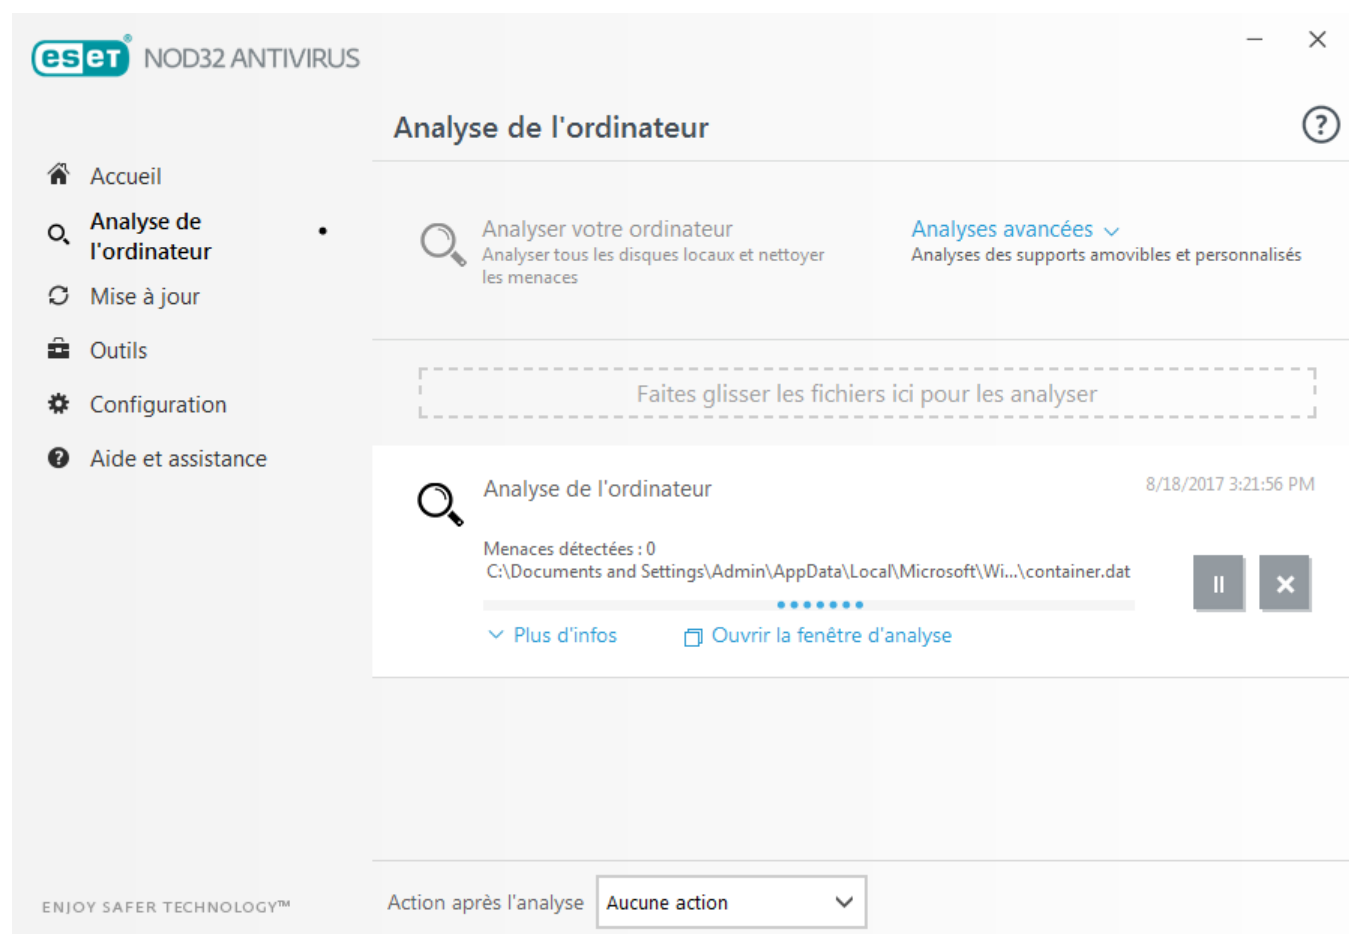 eset® NOD32 ANTIVIRUS
Analyse de l'ordinateur
?
Accueil
Analyse de
l'ordinateur
Mise à jour
Outils
Configuration
Aide et assistance
Analyser votre ordinateur
Analyser tous les disques locaux et nettoyer
les menaces
Analyses avancées
Analyses des supports amovibles et personnalisés
Faites glisser les fichiers ici pour les analyser
Analyse de l'ordinateur
8/18/2017 3:21:56 PM
Menaces détectées : 0
C:\Documents and Settings\Admin\AppData\Local\Microsoft\Wi...\container.dat
Plus d'infos
Ouvrir la fenêtre d'analyse
ENJOY SAFER TECHNOLOGY™
Action après l'analyse
Aucune action